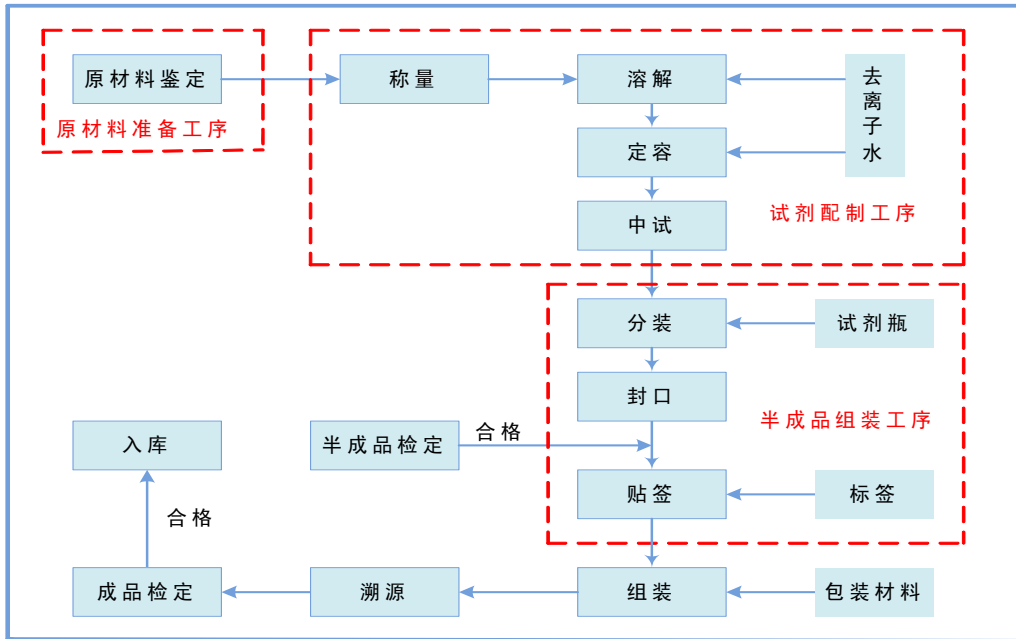 原材料鉴定
称量
溶解
去离子水
原材料准备工序
定容
中试
试剂配制工序
分装
试剂瓶
封口
半成品组装工序
入库
半成品检定
合格
贴签
标签
合格
成品检定
溯源
组装
包装材料